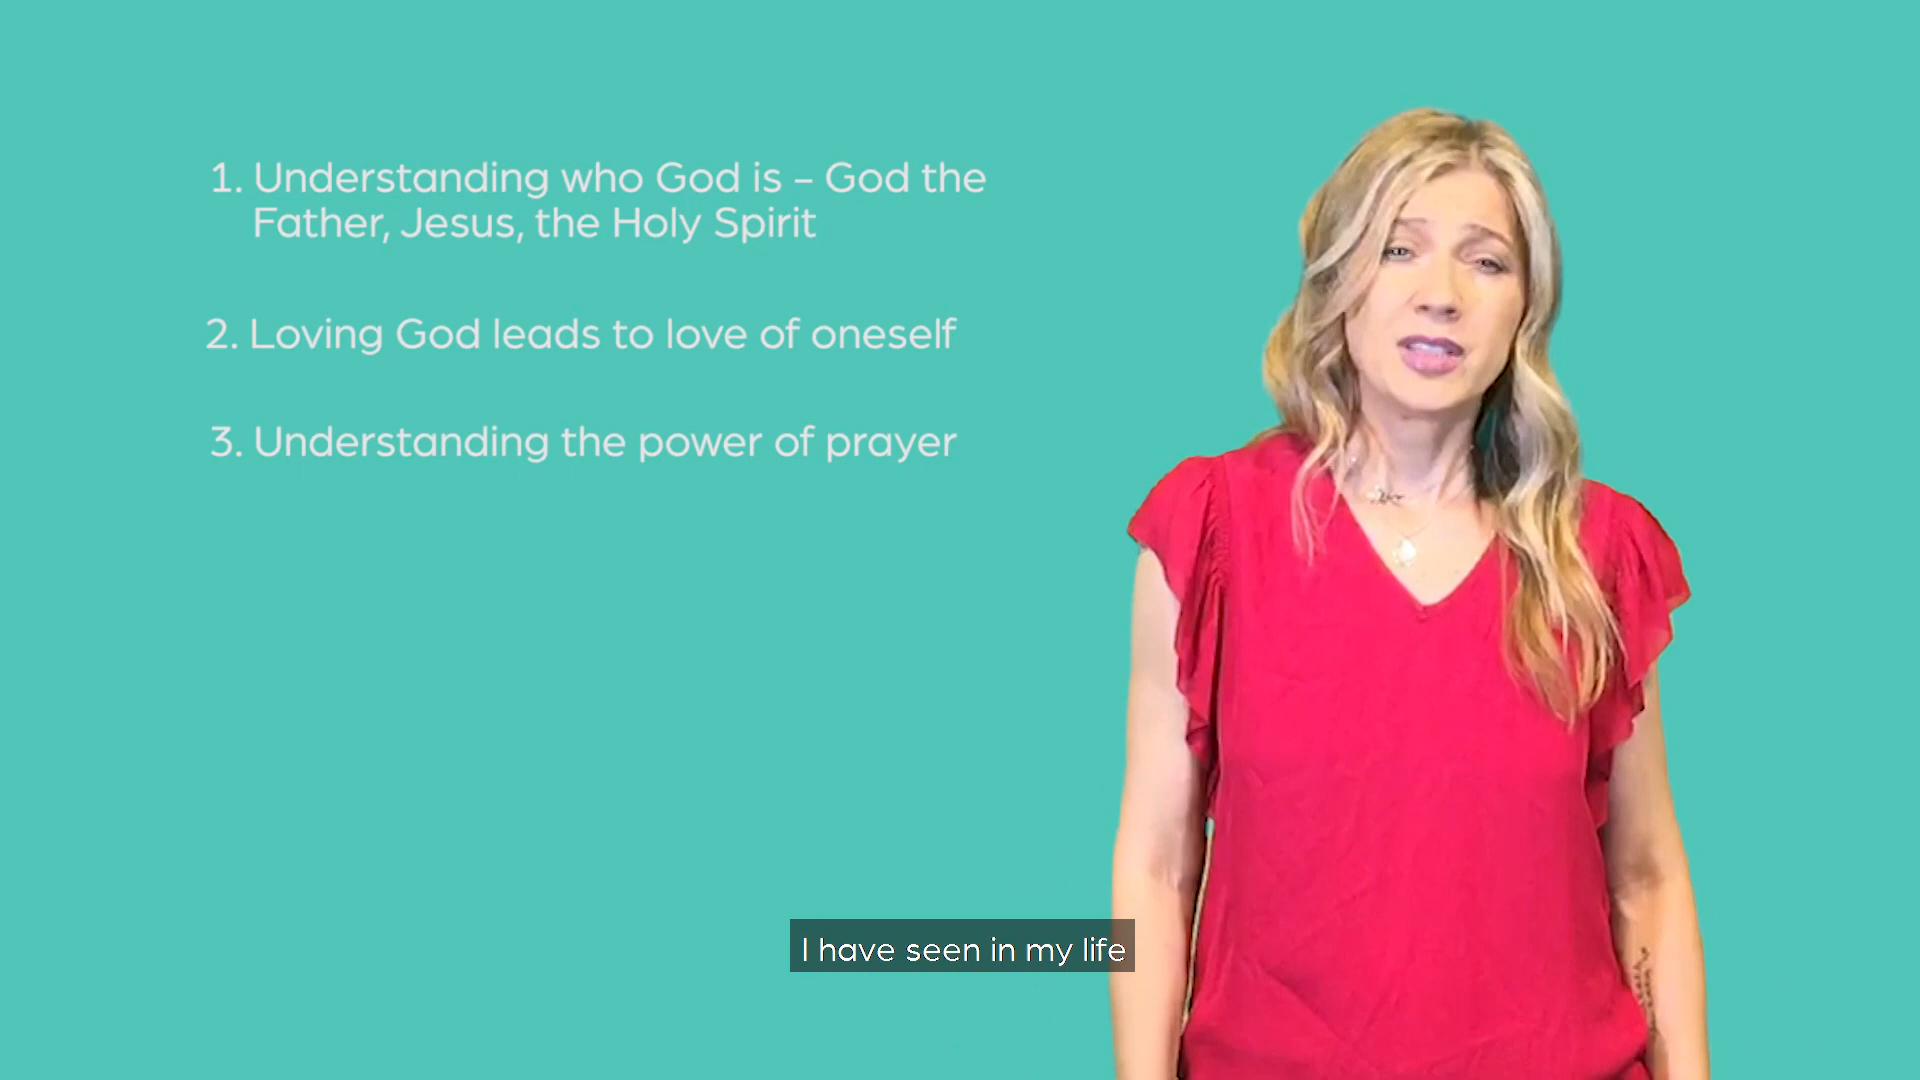 1. Understanding who God is – God the
Father, Jesus, the Holy Spirit
2. Loving God leads to love of oneself
3. Understanding the power of prayer
I have seen in my life